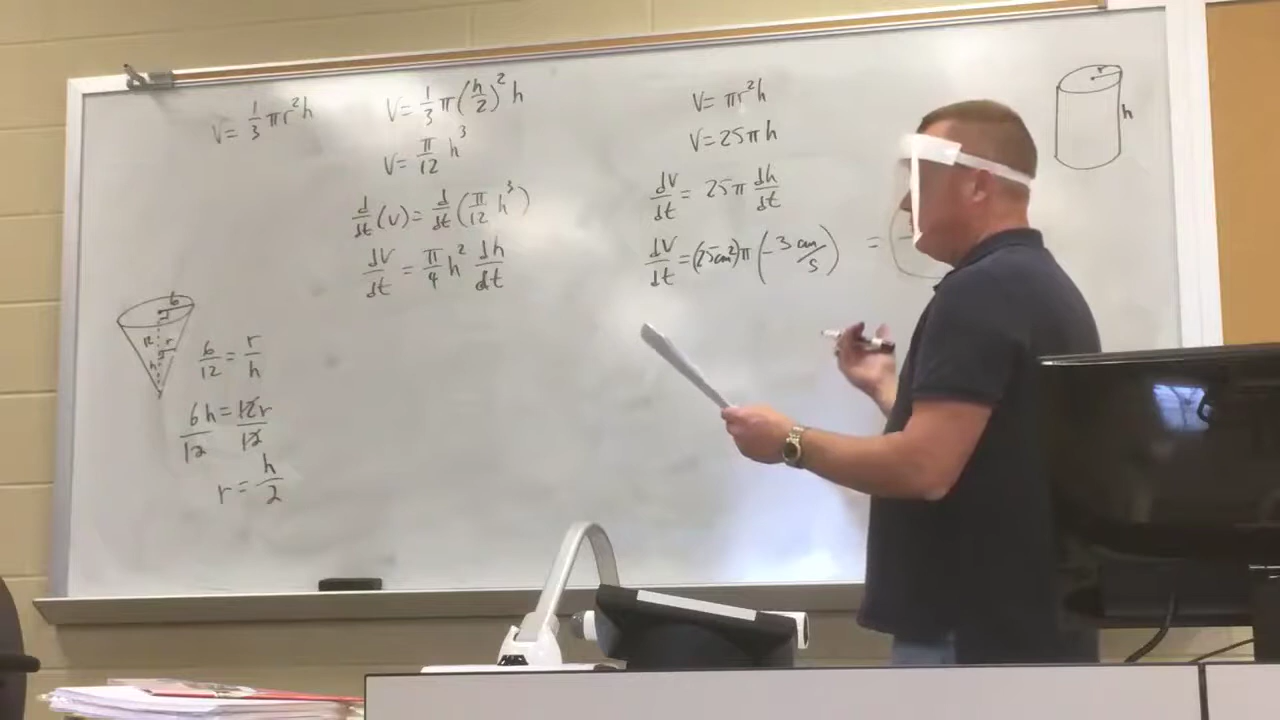 V = 1/3 πr²h
V = 1/3 π(h/2)² h
V = π/12 h³
d/dt (V) = d/dt (π/12 h³)
dV/dt = π/4 h² dh/dt
6
12
r
h
6/12 = r/h
6h/12 = 12r/12
r = h/2
V = πr²h
V = 25πh
dV/dt = 25π dh/dt
dV/dt = (25cm²)π(-3 cm/s) =
r
h